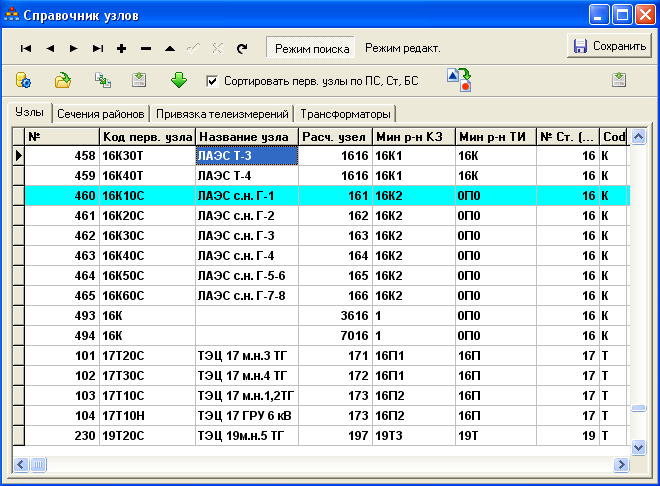 Справочник узлов
Режим поиска Режим редакт. Сохранить
Сортировать перв. узлы по ПС, Ст, БС
Узлы Сечения районов Привязка телеизмерений Трансформаторы
№ Код перв. узла Название узла Расч. узел Мин р-н КЗ Мин р-н ТИ № Ст. (... Cod
458 16К30Т ЛАЭС Т-3 1616 16К1 16К 16 К
459 16К40Т ЛАЭС Т-4 1616 16К1 16К 16 К
460 16К10С ЛАЭС с.н. Г-1 161 16К2 0П0 16 К
461 16К20С ЛАЭС с.н. Г-2 162 16К2 0П0 16 К
462 16К30С ЛАЭС с.н. Г-3 163 16К2 0П0 16 К
463 16К40С ЛАЭС с.н. Г-4 164 16К2 0П0 16 К
464 16К50С ЛАЭС с.н. Г-5-6 165 16К2 0П0 16 К
465 16К60С ЛАЭС с.н. Г-7-8 166 16К2 0П0 16 К
493 16К 3616 1 0П0 16 К
494 16К 7016 1 0П0 16 К
101 17Т20С ТЭЦ 17 м.н.3 ТГ 171 16П1 16П 17 Т
102 17Т30С ТЭЦ 17 м.н.4 ТГ 172 16П1 16П 17 Т
103 17Т10С ТЭЦ 17 м.н.1,2ТГ 173 16П2 16П 17 Т
104 17Т10Н ТЭЦ 17 ГРУ 6 кВ 173 16П2 16П 17 Т
230 19Т20С ТЭЦ 19м.н.5 ТГ 197 19Т3 19Т 19 Т